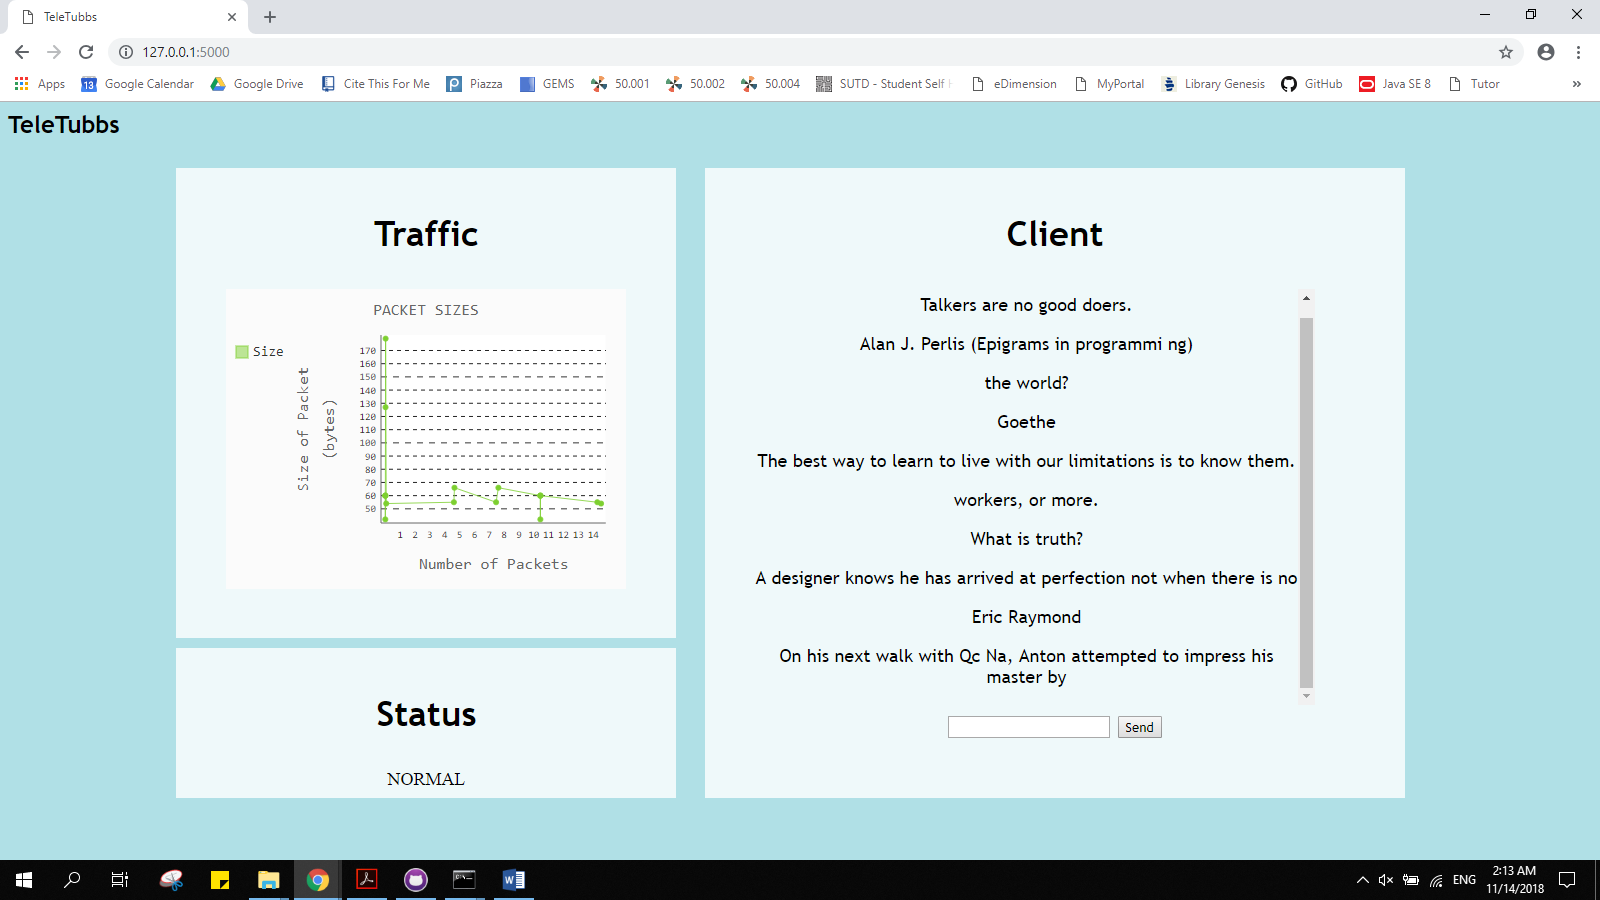 TeleTubbs
127.0.0.1:5000
Apps Google Calendar Google Drive Cite This For Me Piazza GEMS 50.001 50.002 50.004 SUTD - Student Self eDimension MyPortal Library Genesis GitHub Java SE 8 Tutor »
TeleTubbs
Traffic
PACKET SIZES
Size
Size of Packet
(bytes)
170
160
150
140
130
120
110
100
90
80
70
60
50
1 2 3 4 5 6 7 8 9 10 11 12 13 14
Number of Packets
Status
NORMAL
Client
Talkers are no good doers.
Alan J. Perlis (Epigrams in programmi ng)
the world?
Goethe
The best way to learn to live with our limitations is to know them.
workers, or more.
What is truth?
A designer knows he has arrived at perfection not when there is no
Eric Raymond
On his next walk with Qc Na, Anton attempted to impress his
master by
Send
ENG
2:13 AM
11/14/2018